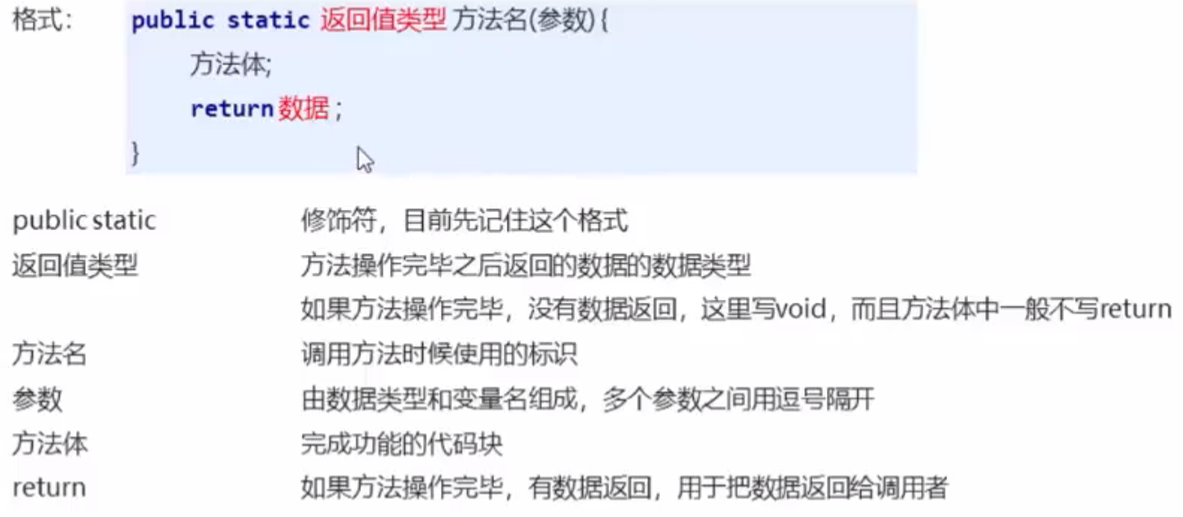 格式： public static 返回值类型 方法名(参数) {
方法体;
return 数据 ;
}
public static 修饰符，目前先记住这个格式
返回值类型 方法操作完毕之后返回的数据的数据类型
如果方法操作完毕，没有数据返回，这里写void，而且方法体中一般不写return
方法名 调用方法时候使用的标识
参数 由数据类型和变量名组成，多个参数之间用逗号隔开
方法体 完成功能的代码块
return 如果方法操作完毕，有数据返回，用于把数据返回给调用者